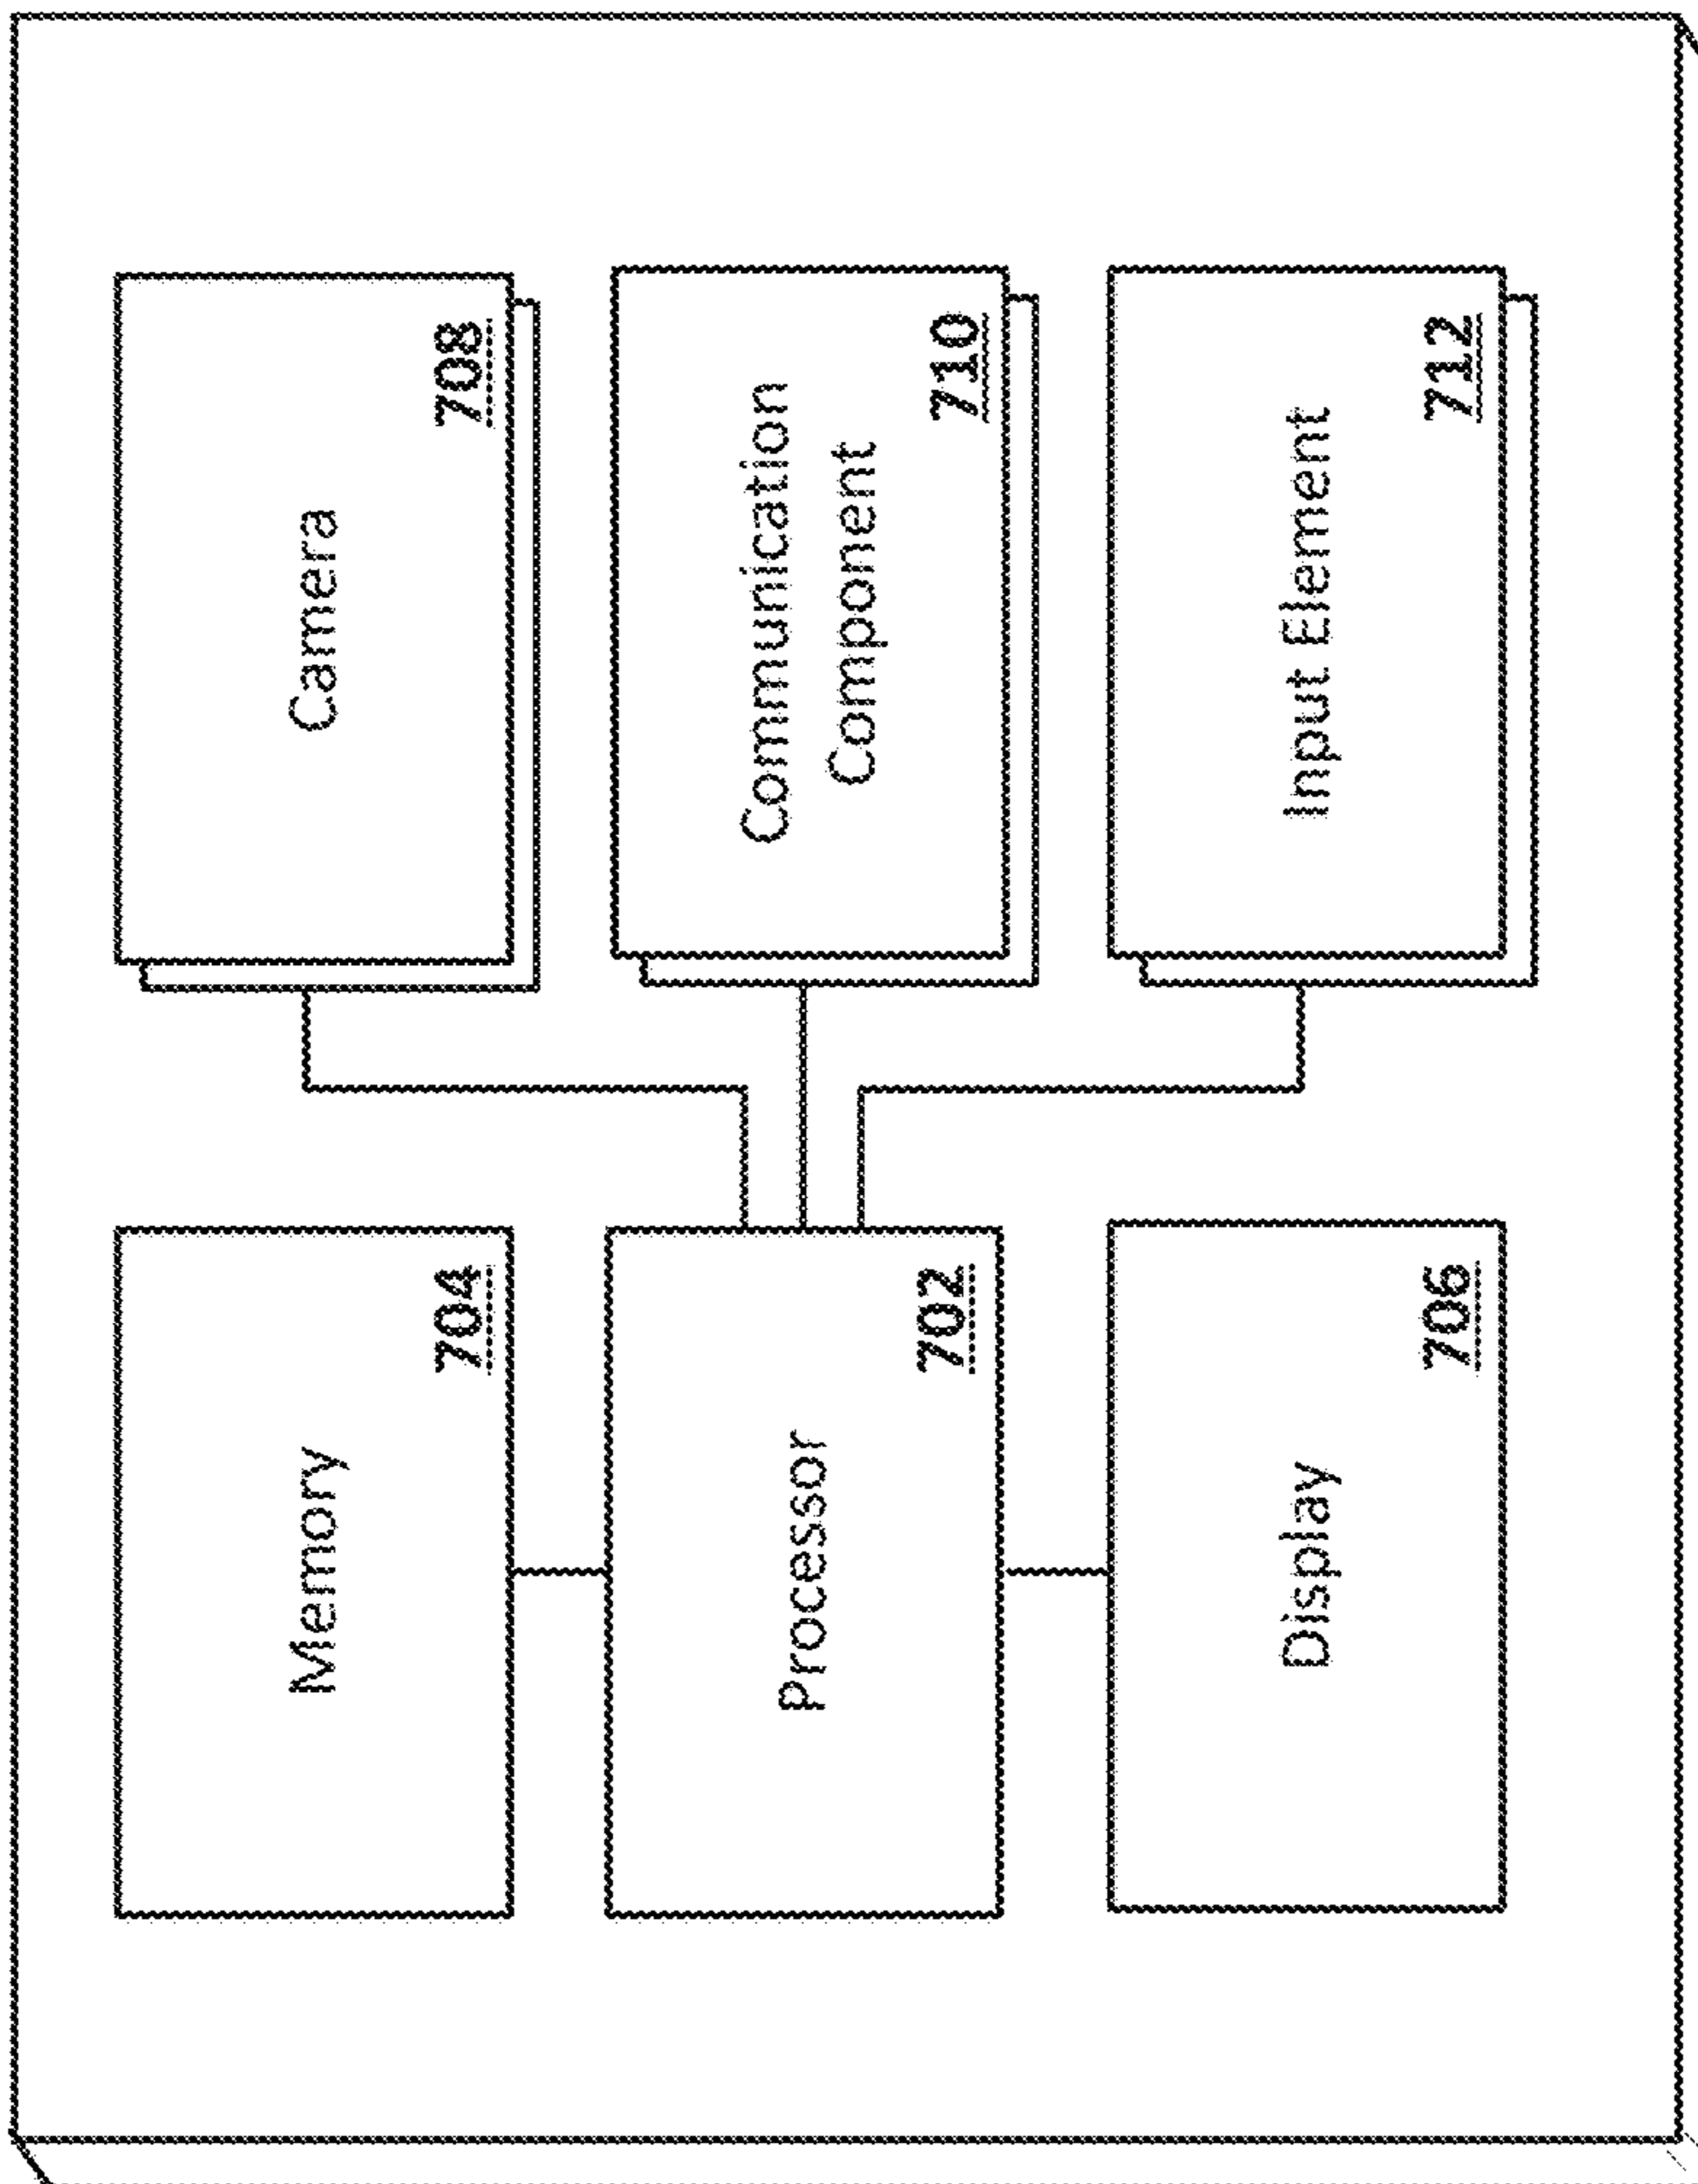 Memory
704
Camera
708
Processor
702
Communication
Component
710
Display
706
Input Element
712